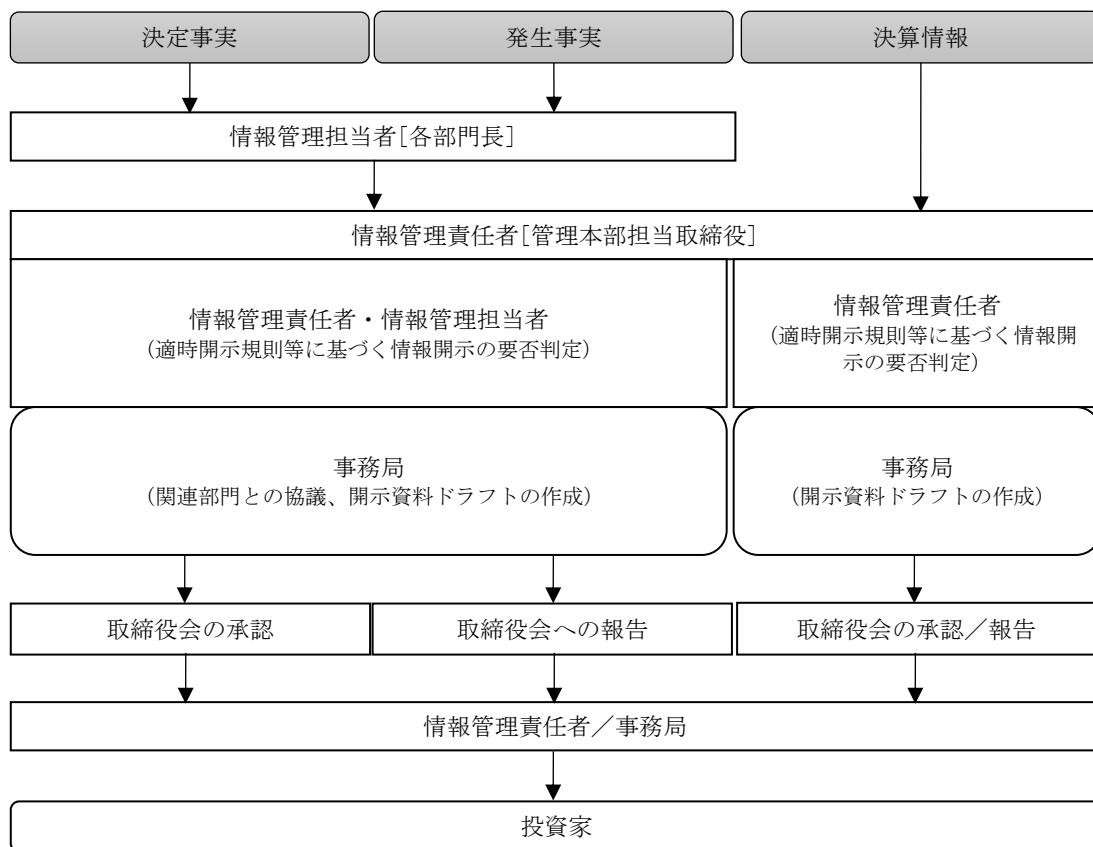 決定事実
発生事実
決算情報
情報管理担当者[各部門長]
情報管理責任者[管理本部担当取締役]
情報管理責任者・情報管理担当者
(適時開示規則等に基づく情報開示の要否判定)
情報管理責任者
(適時開示規則等に基づく情報開
示の要否判定)
事務局
(関連部門との協議、開示資料ドラフトの作成)
事務局
(開示資料ドラフトの作成)
取締役会の承認
取締役会への報告
取締役会の承認／報告
情報管理責任者／事務局
投資家